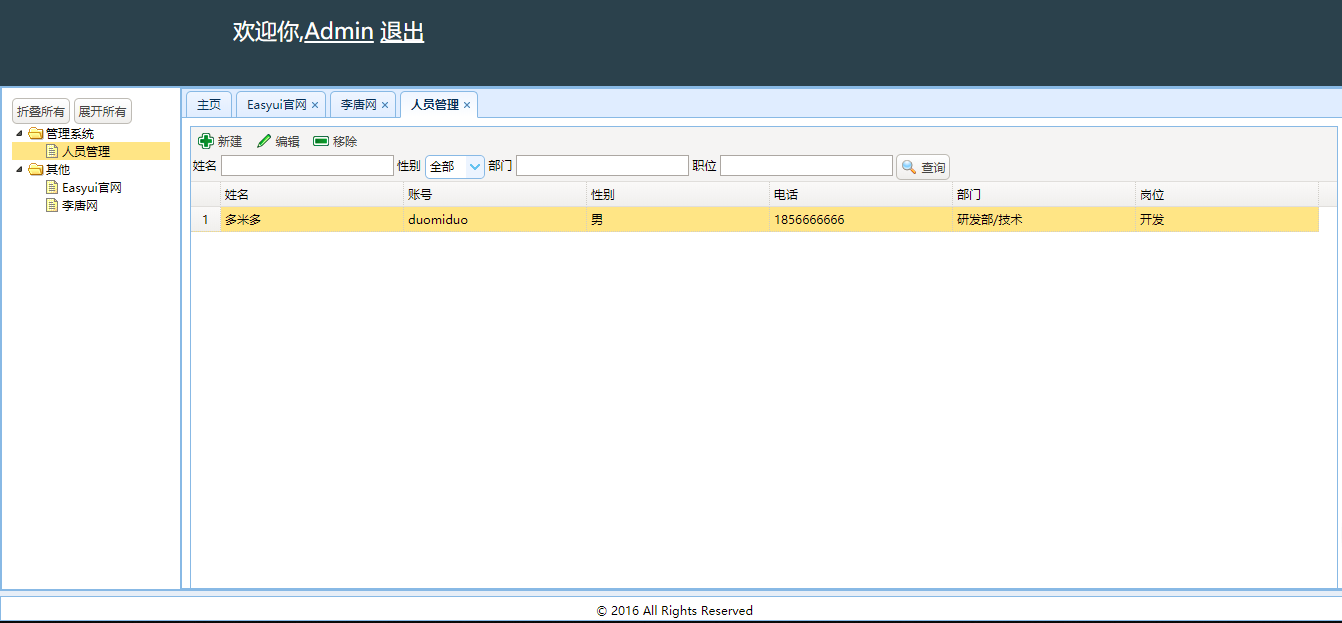 欢迎你,Admin 退出
折叠所有 展开所有
管理系统
人员管理
其他
Easyui官网
李唐网
主页 Easyui官网 × 李唐网 × 人员管理 ×
新建 编辑 移除
姓名 性别 全部 部门 职位 查询
姓名 账号 性别 电话 部门 岗位
1 多米多 duomiduo 男 1856666666 研发部/技术 开发
© 2016 All Rights Reserved